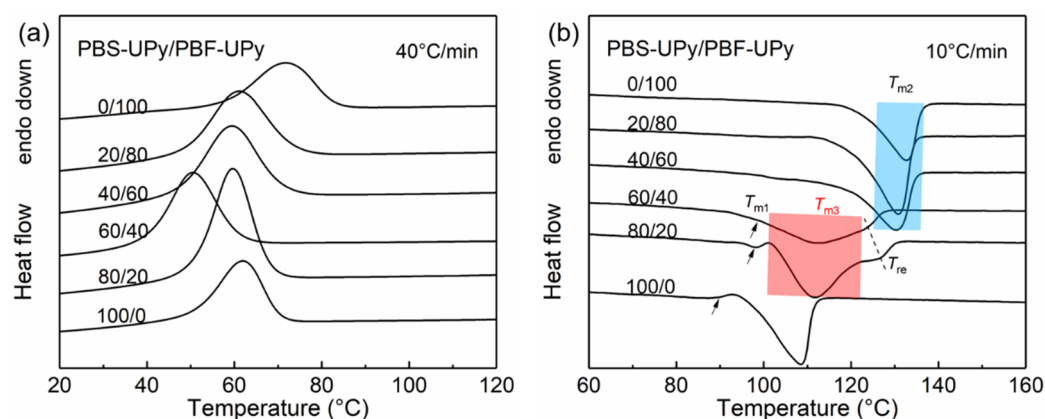 (a)
PBS-UPy/PBF-UPy 40°C/min
0/100
20/80
40/60
60/40
80/20
100/0
Heat flow endo down
20 40 60 80 100 120
Temperature (°C)
(b)
PBS-UPy/PBF-UPy 10°C/min
0/100
Tm2
20/80
40/60
60/40
Tm1
Tm3
80/20
Tre
100/0
Heat flow endo down
60 80 100 120 140 160
Temperature (°C)